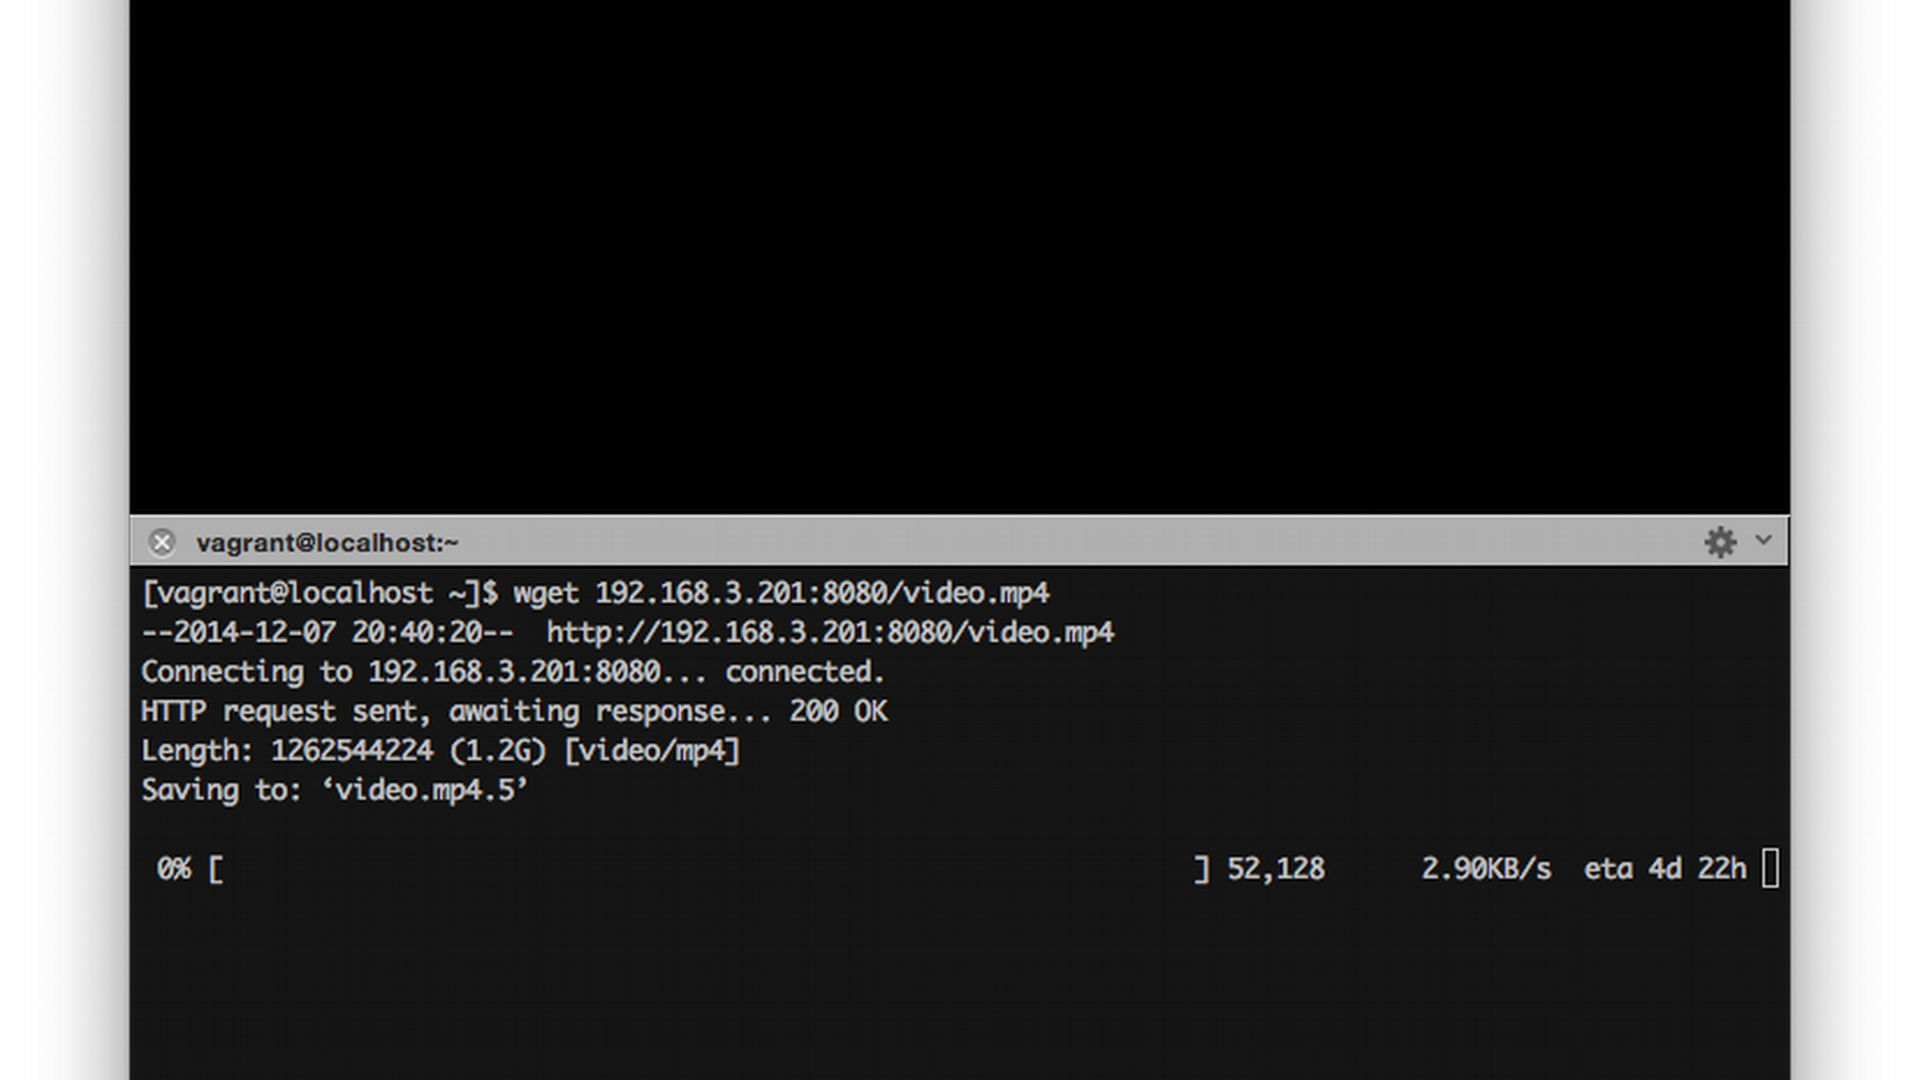 vagrant@localhost:~
[vagrant@localhost ~]$ wget 192.168.3.201:8080/video.mp4
--2014-12-07 20:40:20--  http://192.168.3.201:8080/video.mp4
Connecting to 192.168.3.201:8080... connected.
HTTP request sent, awaiting response... 200 OK
Length: 1262544224 (1.2G) [video/mp4]
Saving to: ‘video.mp4.5’
0% [ ] 52,128 2.90KB/s eta 4d 22h